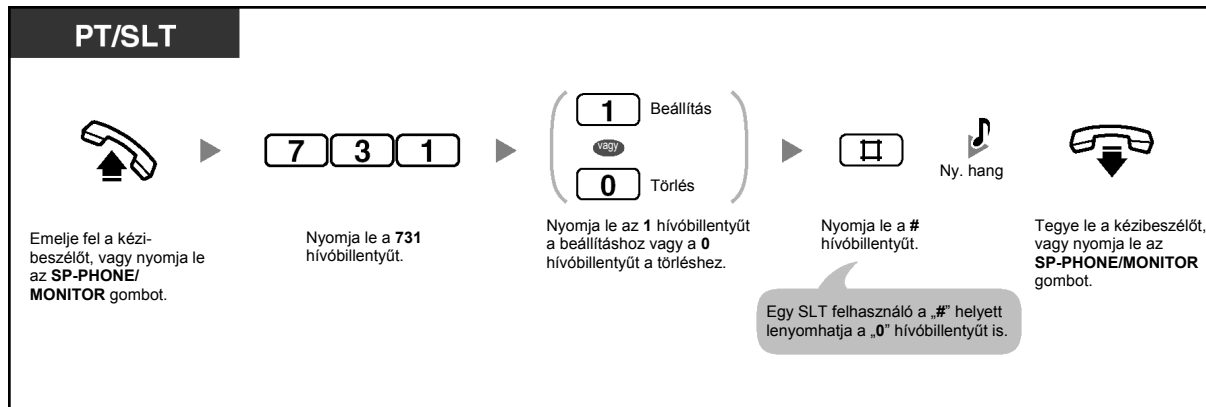 PT/SLT
7 3 1
1 Beállítás
vagy
0 Törlés
#
Ny. hang
Emelje fel a kézi-
beszélőt, vagy nyomja le
az SP-PHONE/
MONITOR gombot.
Nyomja le a 731
hívóbillentyűt.
Nyomja le az 1 hívóbillentyűt
a beállításhoz vagy a 0
hívóbillentyűt a törléshez.
Nyomja le a #
hívóbillentyűt.
Egy SLT felhasználó a „#” helyett
lenyomhatja a „0” hívóbillentyűt is.
Tegye le a kézibeszélőt,
vagy nyomja le az
SP-PHONE/MONITOR
gombot.